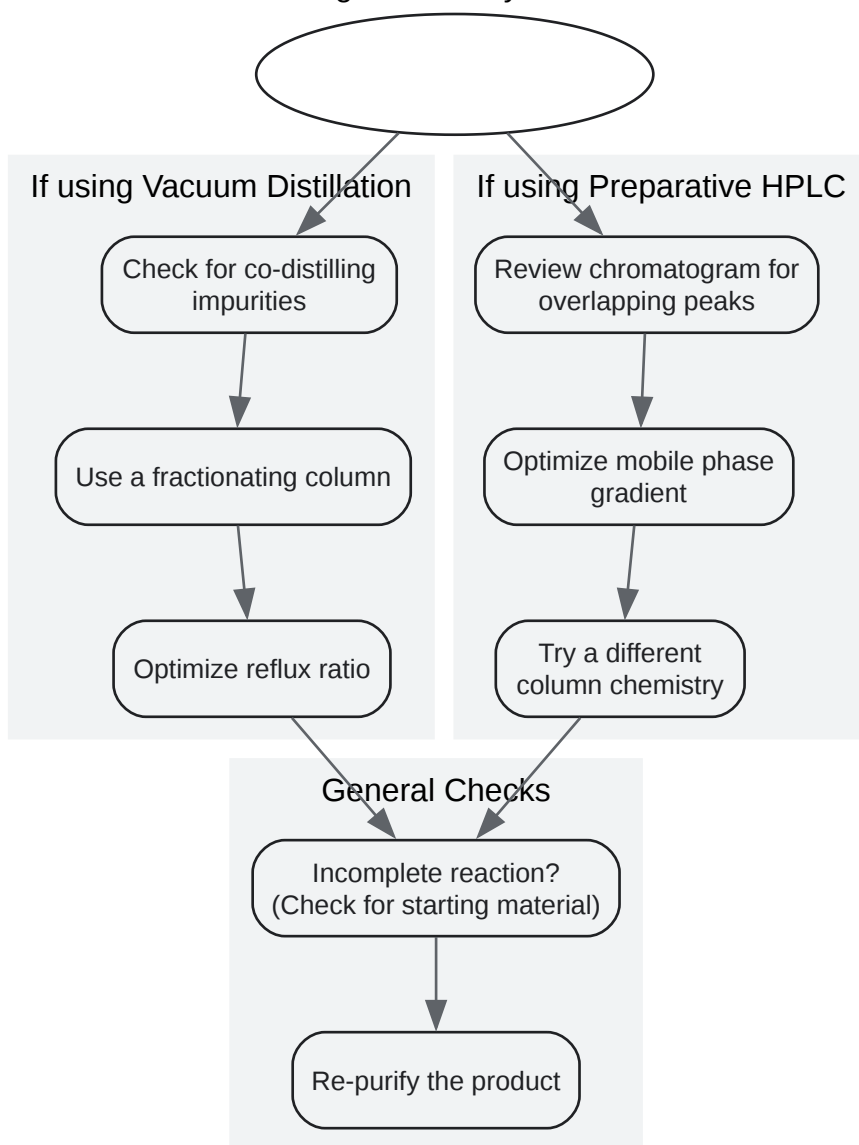 If using Vacuum Distillation
If using Preparative HPLC
Check for co-distilling
impurities
Review chromatogram for
overlapping peaks
Use a fractionating column
Optimize mobile phase
gradient
Optimize reflux ratio
Try a different
column chemistry
General Checks
Incomplete reaction?
(Check for starting material)
Re-purify the product